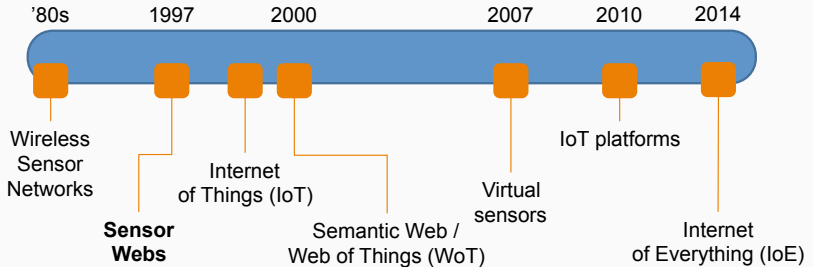 '80s
1997
2000
2007
2010
2014
Wireless
Sensor
Networks
Sensor
Webs
Internet
of Things (IoT)
Semantic Web /
Web of Things (WoT)
Virtual
sensors
IoT platforms
Internet
of Everything (IoE)